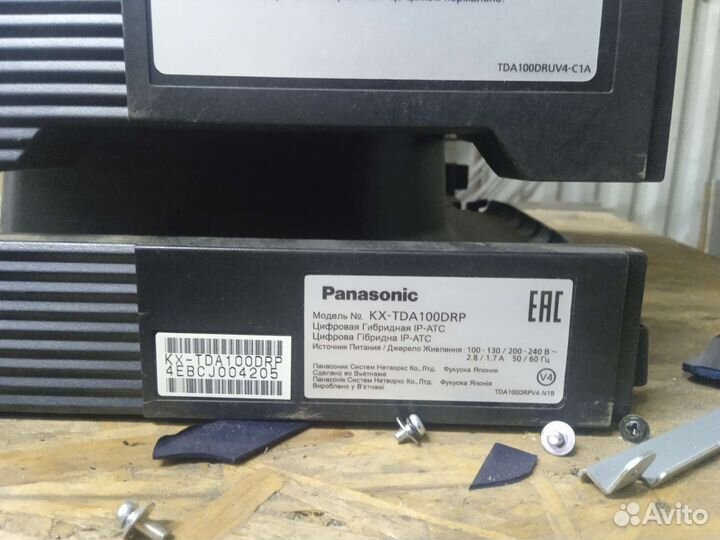 нормально.
TDA100DRUV4-C1A
Panasonic
Модель №. KX-TDA100DRP
Цифровая Гибридная IP-АТС
Цифрова Гібридна IP-АТС
Источник Питания / Джерело Живлення : 100 - 130 / 200 - 240 В ~
2.8 / 1.7 А 50 / 60 Гц
Панасоник Систем Нетворкс Ко., Лтд. Фукуока Япония
Сделано во Вьетнаме
Панасонік Систем Нетворкс Ко., Лтд. Фукуока Японія
Вироблено у В'єтнамі
EAC
V4
TDA100DRPV4-N1B
KX-TDA100DRP
4EBCJ004205
Avito